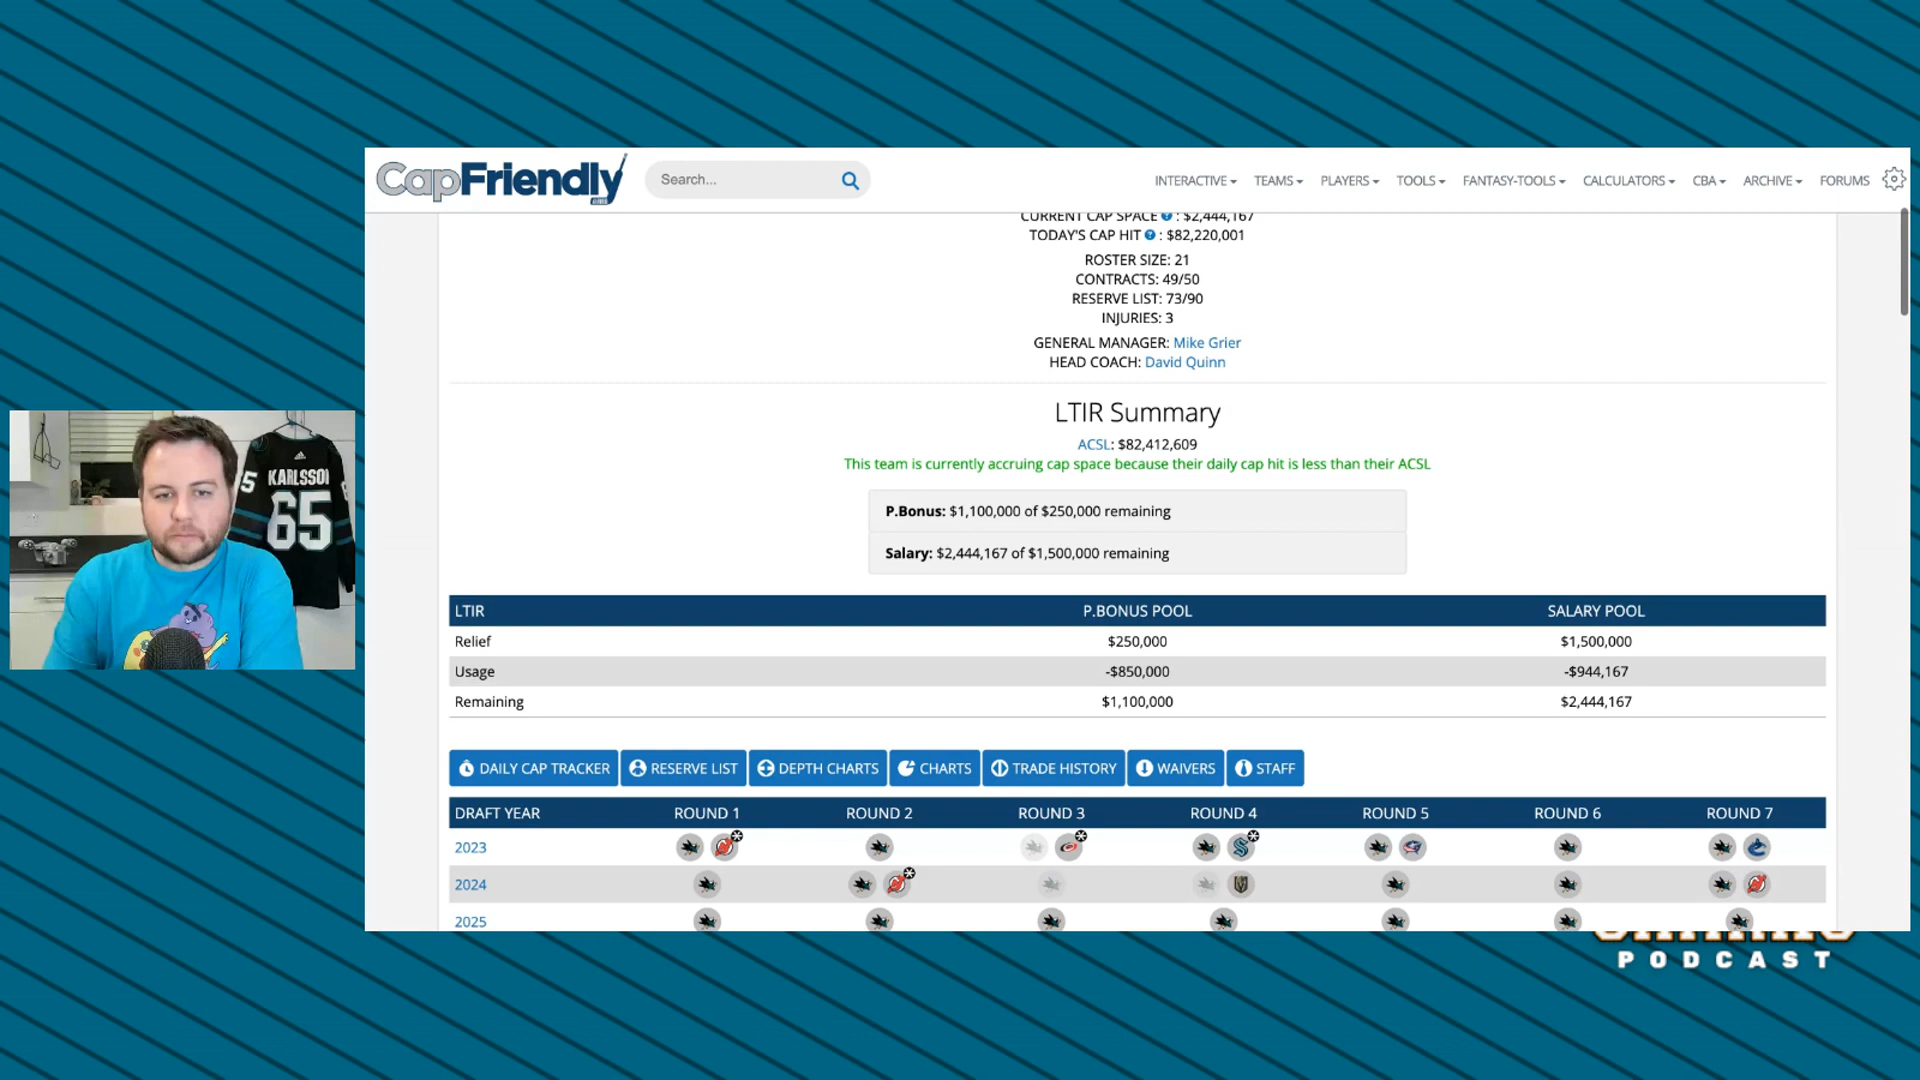 CapFriendly
Search...
INTERACTIVE
TEAMS
PLAYERS
TOOLS
FANTASY-TOOLS
CALCULATORS
CBA
ARCHIVE
FORUMS
CURRENT CAP SPACE : $2,444,167
TODAY'S CAP HIT : $82,220,001
ROSTER SIZE: 21
CONTRACTS: 49/50
RESERVE LIST: 73/90
INJURIES: 3
GENERAL MANAGER: Mike Grier
HEAD COACH: David Quinn
LTIR Summary
ACSL: $82,412,609
This team is currently accruing cap space because their daily cap hit is less than their ACSL
P.Bonus: $1,100,000 of $250,000 remaining
Salary: $2,444,167 of $1,500,000 remaining
LTIR P.BONUS POOL SALARY POOL
Relief $250,000 $1,500,000
Usage -$850,000 -$944,167
Remaining $1,100,000 $2,444,167
DAILY CAP TRACKER
RESERVE LIST
DEPTH CHARTS
CHARTS
TRADE HISTORY
WAIVERS
STAFF
DRAFT YEAR ROUND 1 ROUND 2 ROUND 3 ROUND 4 ROUND 5 ROUND 6 ROUND 7
2023
2024
2025
KARLSSON
65
5
PODCAST